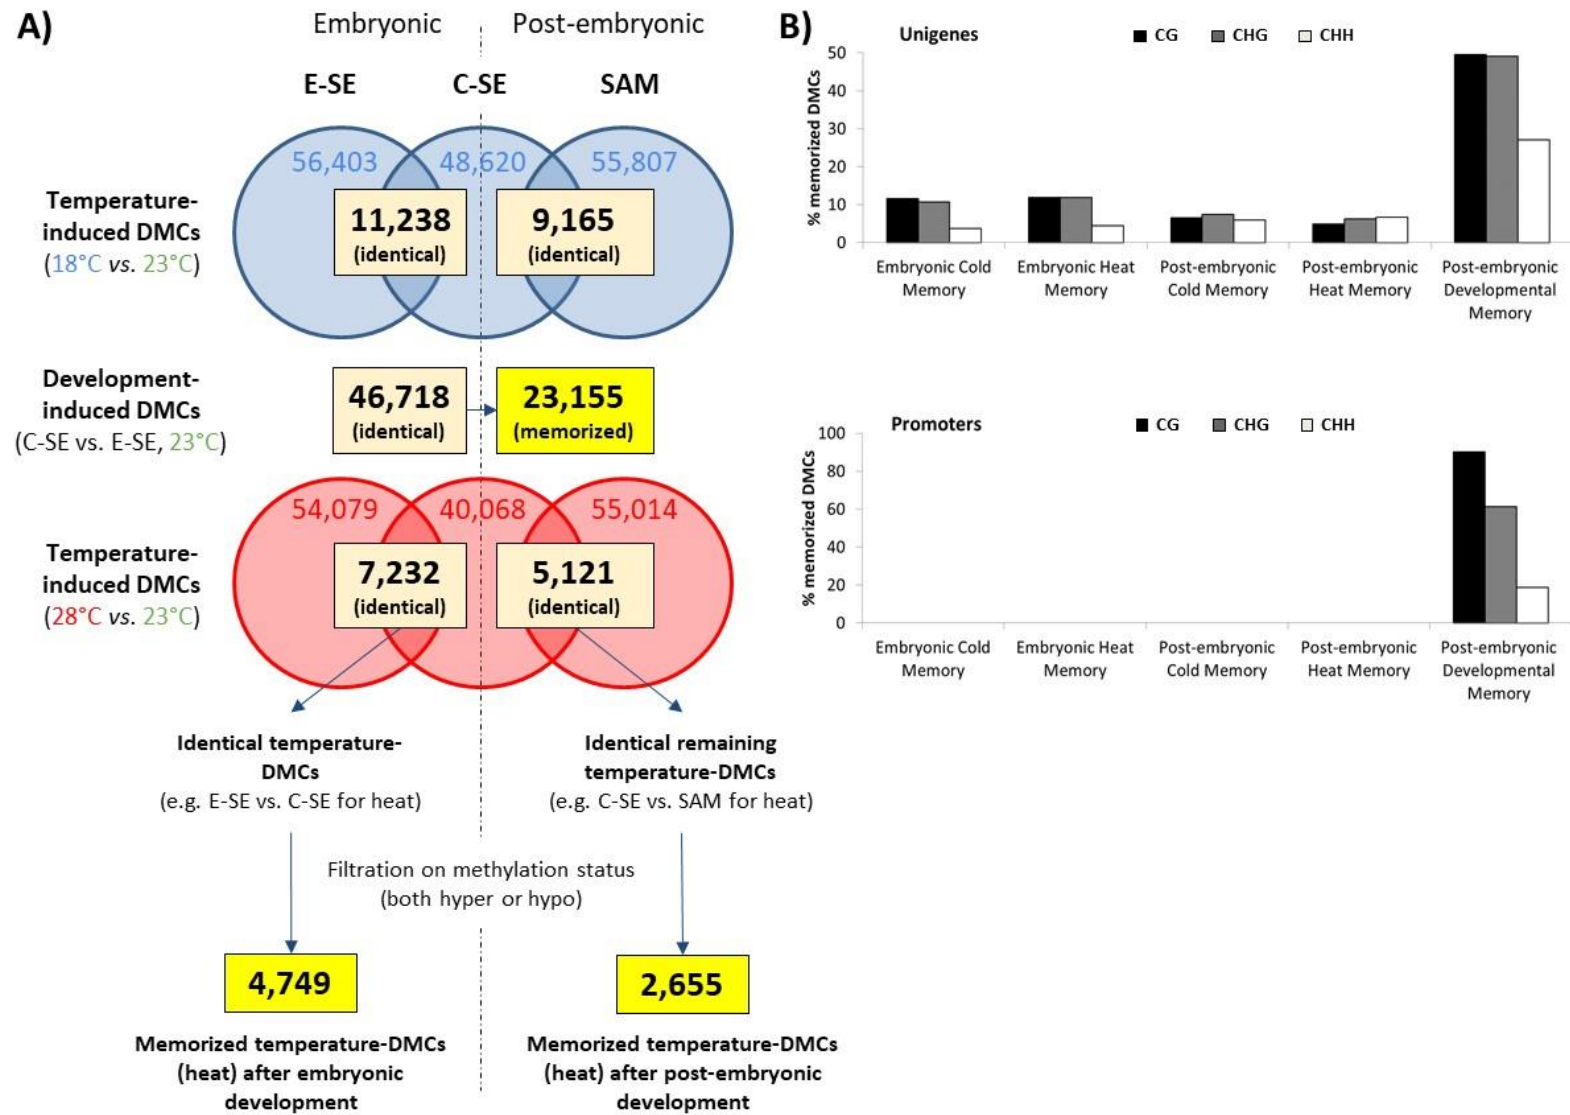 A)
Embryonic
Post-embryonic
E-SE
C-SE
SAM
56,403
48,620
55,807
Temperature-
induced DMCs
(18°C vs. 23°C)
11,238
(identical)
9,165
(identical)
Development-
induced DMCs
(C-SE vs. E-SE, 23°C)
46,718
(identical)
23,155
(memorized)
54,079
40,068
55,014
Temperature-
induced DMCs
(28°C vs. 23°C)
7,232
(identical)
5,121
(identical)
Identical temperature-
DMCs
(e.g. E-SE vs. C-SE for heat)
Identical remaining
temperature-DMCs
(e.g. C-SE vs. SAM for heat)
Filtration on methylation status
(both hyper or hypo)
4,749
2,655
Memorized temperature-DMCs
(heat) after embryonic
development
Memorized temperature-DMCs
(heat) after post-embryonic
development
B)
Unigenes
CG
CHG
CHH
% memorized DMCs
50
40
30
20
10
0
Embryonic Cold
Memory
Embryonic Heat
Memory
Post-embryonic
Cold Memory
Post-embryonic
Heat Memory
Post-embryonic
Developmental
Memory
Promoters
CG
CHG
CHH
% memorized DMCs
100
80
60
40
20
0
Embryonic Cold
Memory
Embryonic Heat
Memory
Post-embryonic
Cold Memory
Post-embryonic
Heat Memory
Post-embryonic
Developmental
Memory